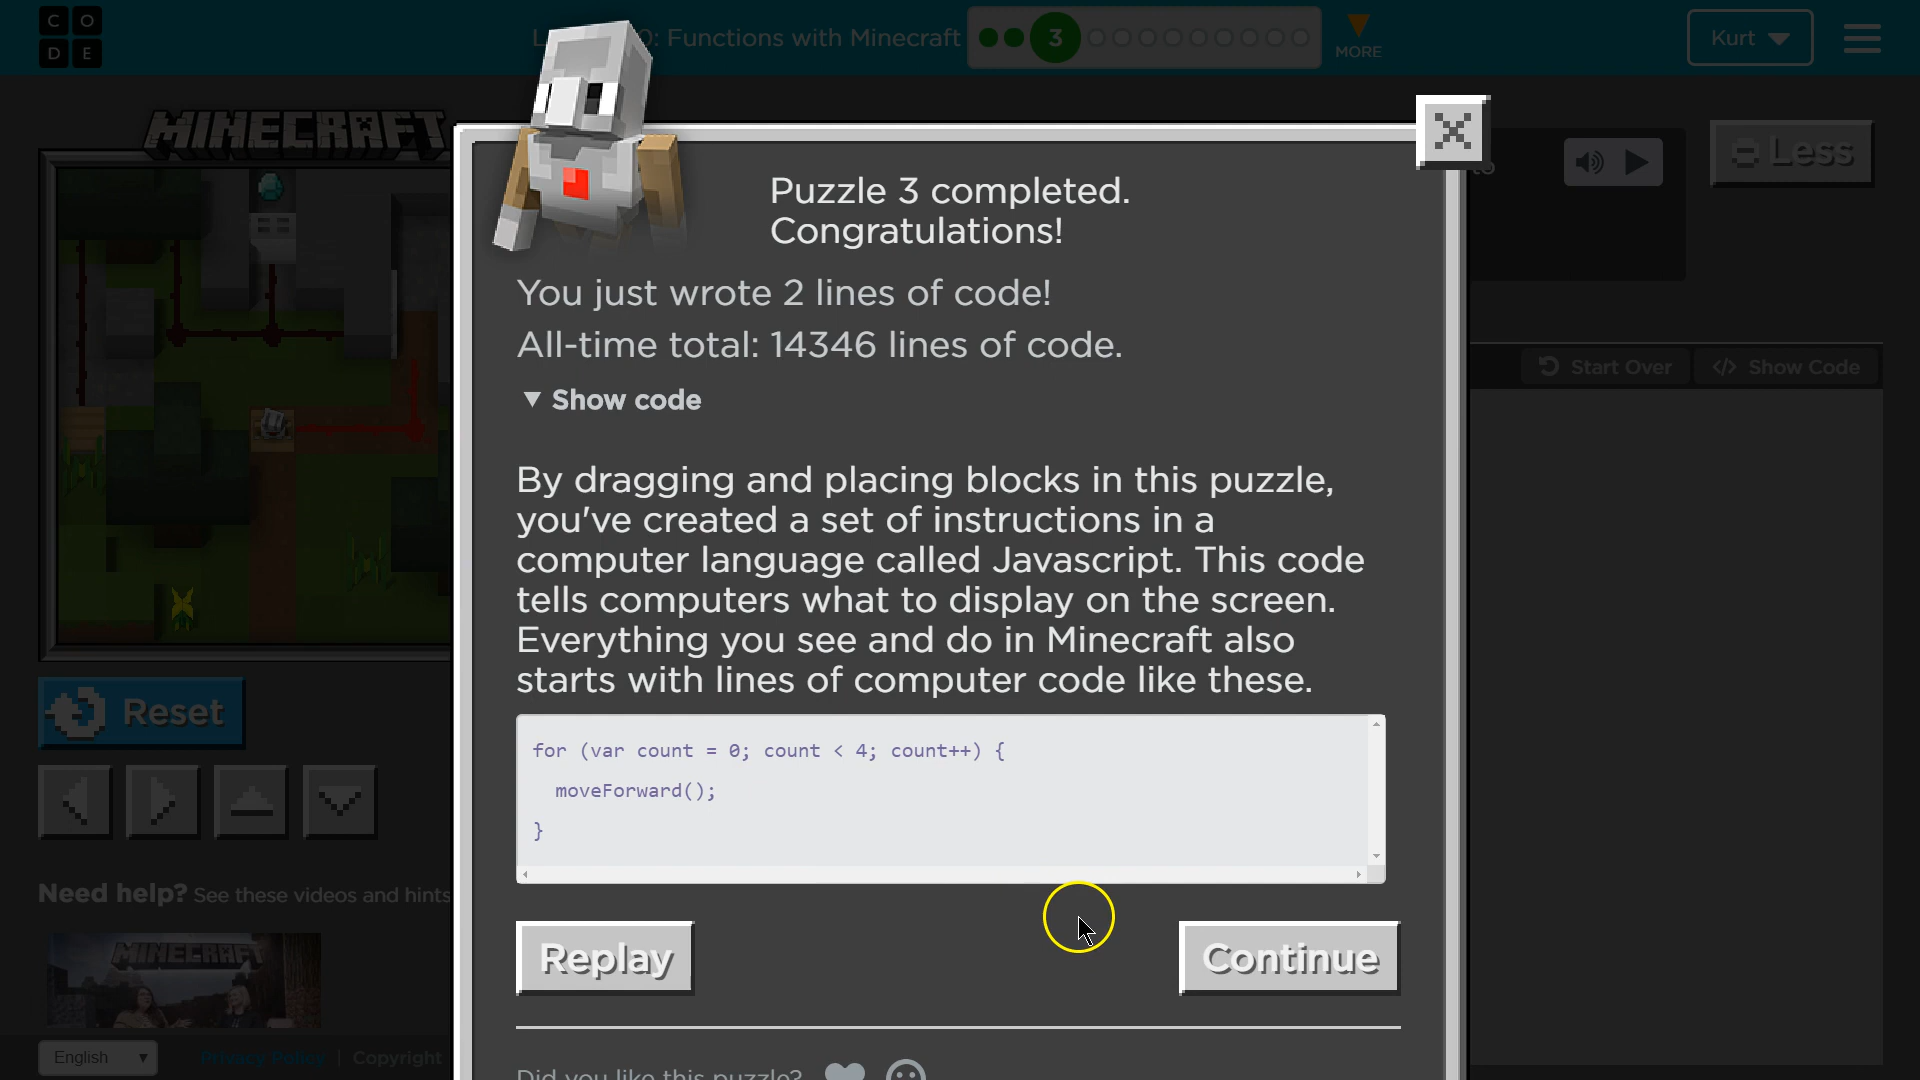 C O
D E
0: Functions with Minecraft
3
MORE
Kurt
MINECRAFT
Less
Puzzle 3 completed.
Congratulations!
You just wrote 2 lines of code!
All-time total: 14346 lines of code.
▼ Show code
Start Over
</> Show Code
By dragging and placing blocks in this puzzle,
you've created a set of instructions in a
computer language called Javascript. This code
tells computers what to display on the screen.
Everything you see and do in Minecraft also
starts with lines of computer code like these.
for (var count = 0; count < 4; count++) {
moveForward();
}
Reset
Need help? See these videos and hints
MINECRAFT
Replay
Continue
English
Privacy Policy | Copyright
Did you like this puzzle?